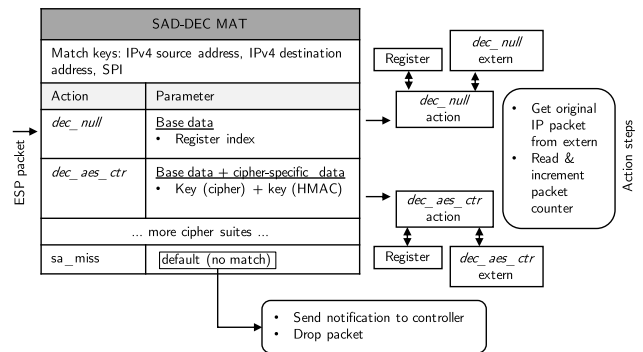 SAD-DEC MAT
Match keys: IPv4 source address, IPv4 destination
address, SPI
Action Parameter
dec_null Base data
• Register index
dec_aes_ctr Base data + cipher-specific data
• Key (cipher) + key (HMAC)
... more cipher suites ...
sa_miss default (no match)
ESP packet
Register
dec_null
extern
dec_null
action
dec_aes_ctr
action
Register
dec_aes_ctr
extern
• Get original
IP packet
from extern
• Read &
increment
packet
counter
Action steps
• Send notification to controller
• Drop packet